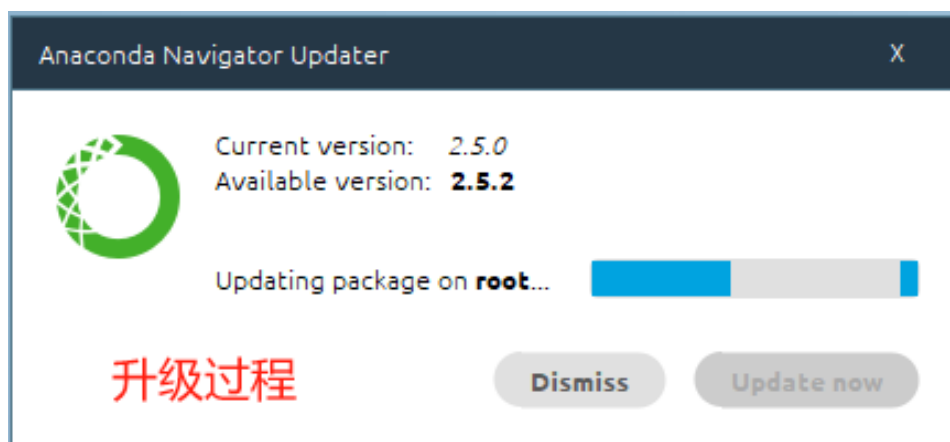 Anaconda Navigator Updater X
Current version: 2.5.0
Available version: 2.5.2
Updating package on root...
升级过程
Dismiss Update now